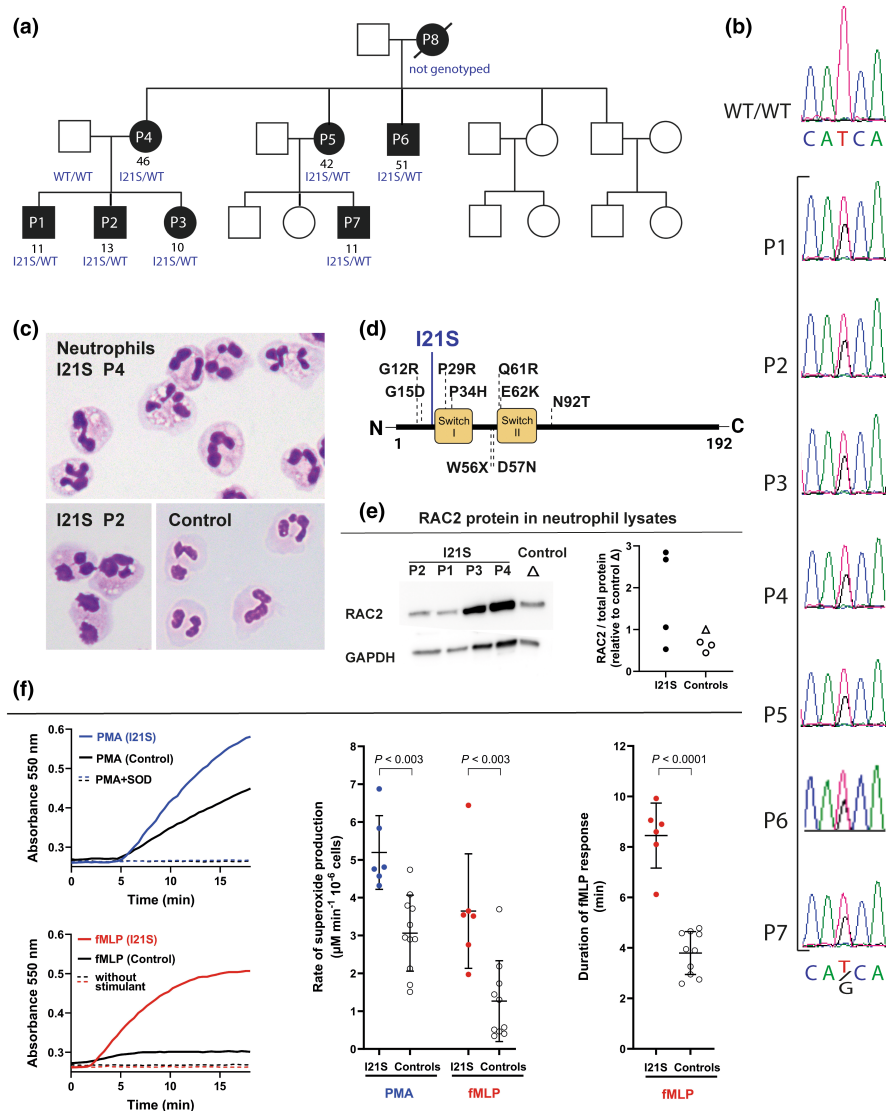 (a)
P8
not genotyped
P4
P5
P6
46
42
51
WT/WT
I21S/WT
I21S/WT
I21S/WT
P1
P2
P3
P7
11
13
10
11
I21S/WT
I21S/WT
I21S/WT
I21S/WT
(b)
WT/WT
C A T C A
P1
P2
P3
P4
P5
P6
P7
C A T/G C A
(c)
Neutrophils
I21S P4
I21S P2
Control
(d)
I21S
G12R
P29R
Q61R
G15D
P34H
E62K
N92T
N
Switch
I
Switch
II
C
1
192
W56X
D57N
(e)
RAC2 protein in neutrophil lysates
I21S
Control
P2 P1 P3 P4 Δ
RAC2
GAPDH
RAC2 / total protein
(relative to control Δ)
3
2
1
0
I21S
Controls
(f)
Absorbance 550 nm
0.6
0.5
0.4
0.3
PMA (I21S)
PMA (Control)
PMA+SOD
0 5 10 15
Time (min)
Absorbance 550 nm
0.6
0.5
0.4
0.3
fMLP (I21S)
fMLP (Control)
without
stimulant
0 5 10 15
Time (min)
Rate of superoxide production
(µM min⁻¹ 10⁻⁶ cells)
8
7
6
5
4
3
2
1
0
P < 0.003
P < 0.003
I21S Controls
I21S Controls
PMA
fMLP
Duration of fMLP response
(min)
12
10
8
6
4
2
0
P < 0.0001
I21S Controls
fMLP